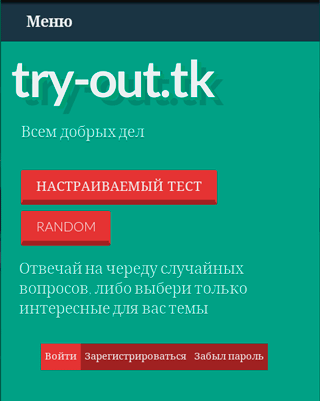 Меню
try-out.tk
Всем добрых дел
НАСТРАИВАЕМЫЙ ТЕСТ
RANDOM
Отвечай на череду случайных
вопросов, либо выбери только
интересные для вас темы
Войти Зарегистрироваться Забыл пароль